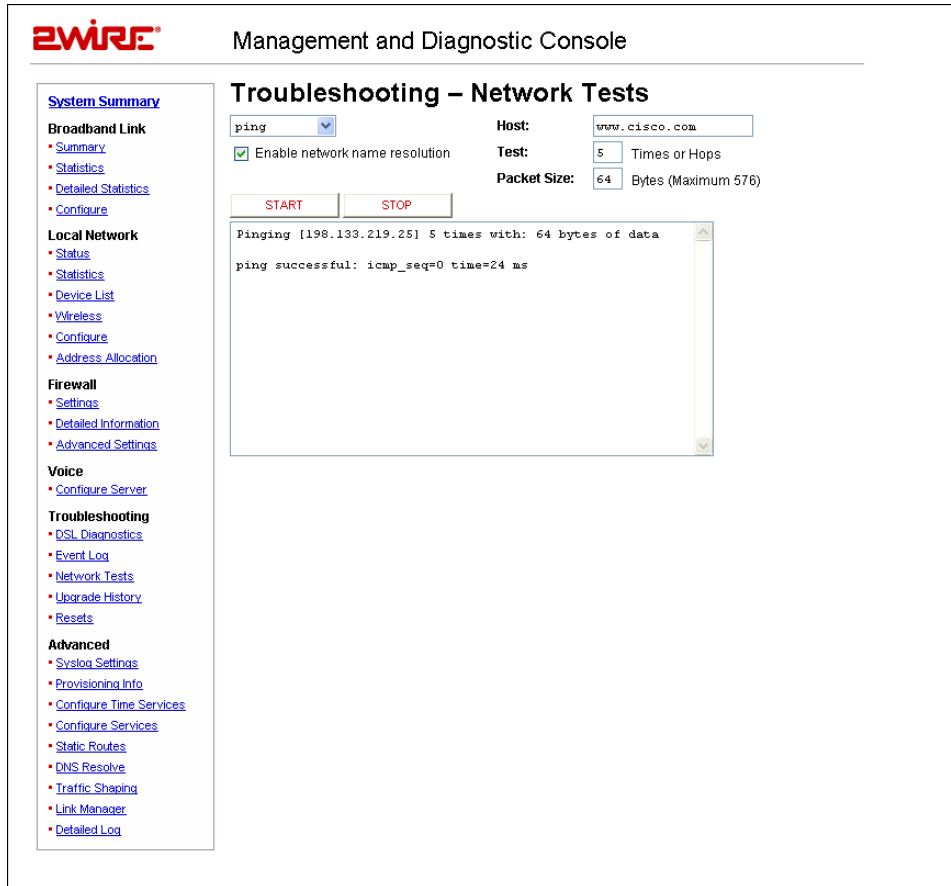 2WIRE
Management and Diagnostic Console
System Summary
Broadband Link
Summary
Statistics
Detailed Statistics
Configure
Local Network
Status
Statistics
Device List
Wireless
Configure
Address Allocation
Firewall
Settings
Detailed Information
Advanced Settings
Voice
Configure Server
Troubleshooting
DSL Diagnostics
Event Log
Network Tests
Upgrade History
Resets
Advanced
Syslog Settings
Provisioning Info
Configure Time Services
Configure Services
Static Routes
DNS Resolve
Traffic Shaping
Link Manager
Detailed Log
Troubleshooting – Network Tests
ping
Host: www.cisco.com
Enable network name resolution
Test: 5 Times or Hops
Packet Size: 64 Bytes (Maximum 576)
START STOP
Pinging [198.133.219.25] 5 times with: 64 bytes of data
ping successful: icmp_seq=0 time=24 ms